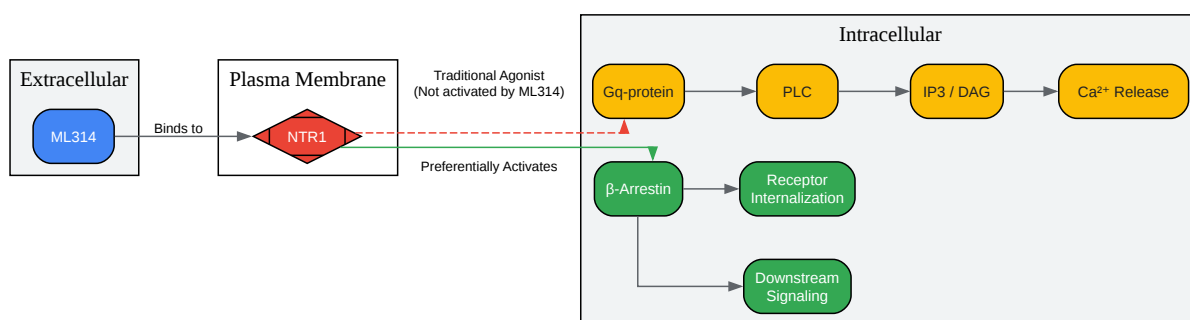 Extracellular
ML314
Binds to
Plasma Membrane
NTR1
Traditional Agonist
(Not activated by ML314)
Preferentially Activates
Intracellular
Gq-protein
PLC
IP3 / DAG
Ca²⁺ Release
β-Arrestin
Receptor
Internalization
Downstream
Signaling